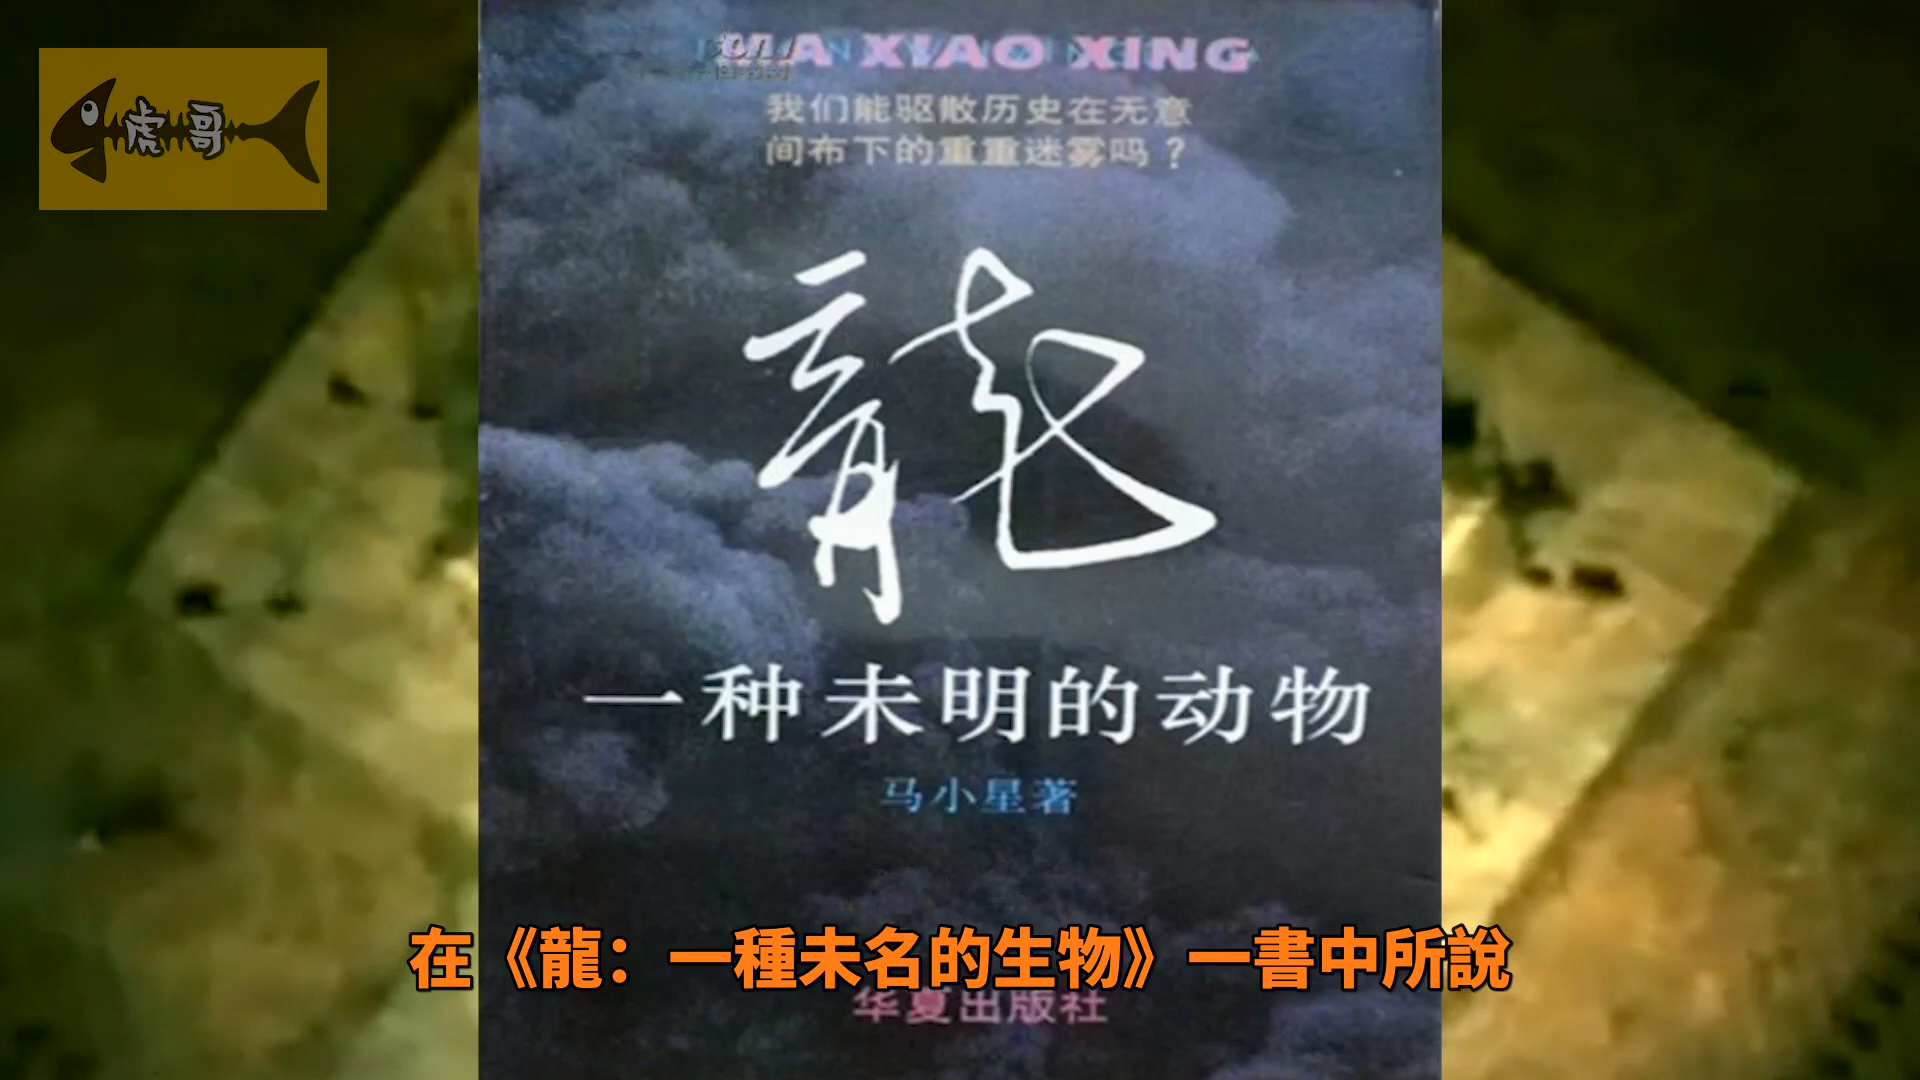 虎哥
MA XIAO XING
我们能驱散历史在无意
间布下的重重迷雾吗？
龍
一种未明的动物
马小星著
在《龍：一種未名的生物》一書中所說
华夏出版社